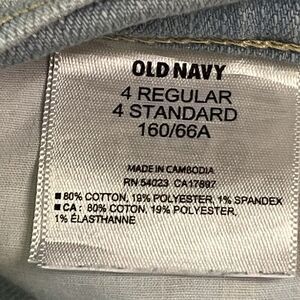 OLD NAVY
4 REGULAR
4 STANDARD
160/66A
MADE IN CAMBODIA
RN 54023 CA17897
■ 80% COTTON, 19% POLYESTER, 1% SPANDEX
■ CA : 80% COTON, 19% POLYESTER,
1% ÉLASTHANNE